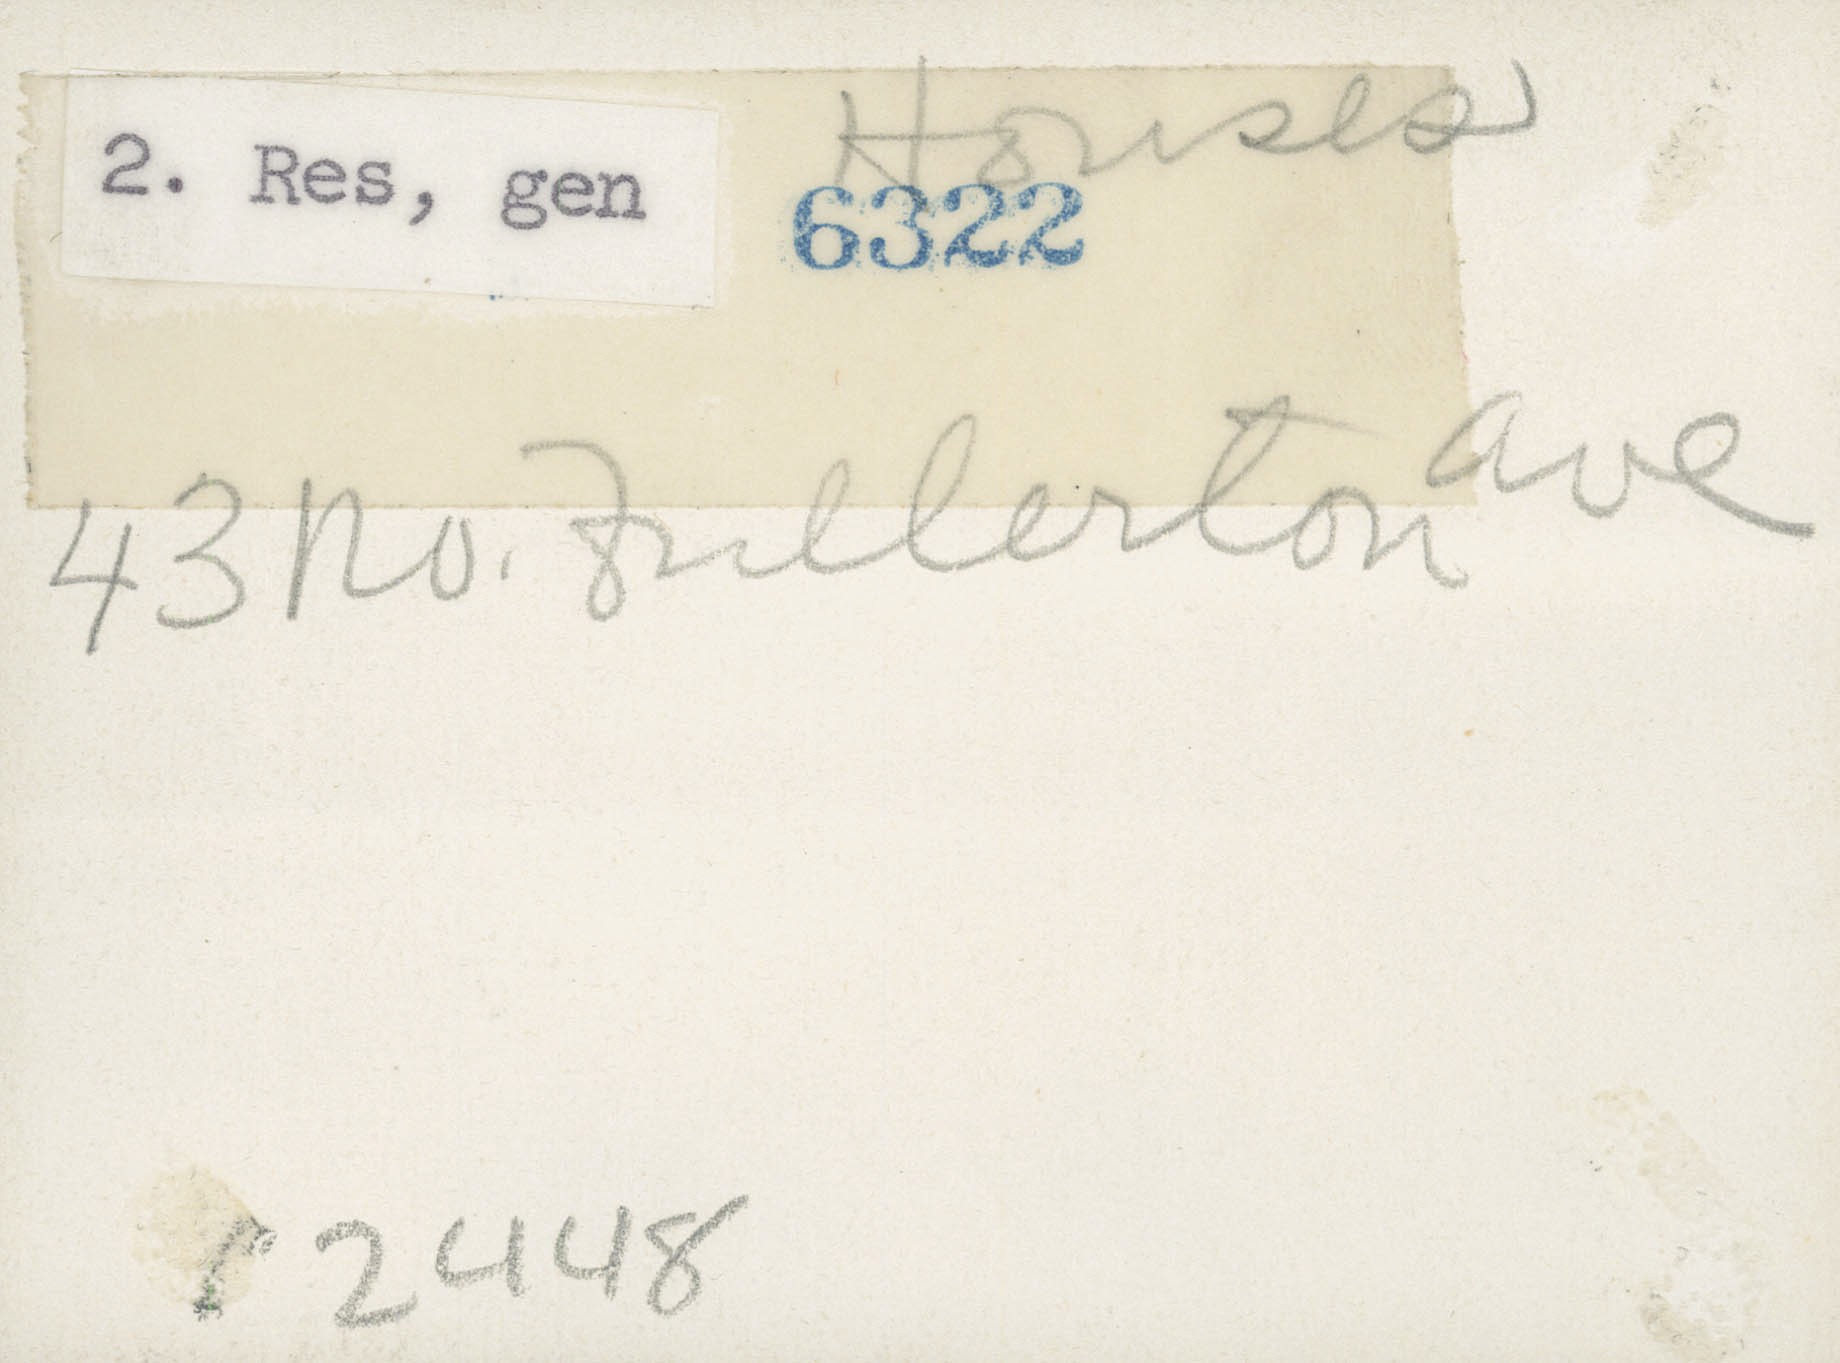 Houses
2. Res, gen
6322
43 No. Fullerton Ave
2448